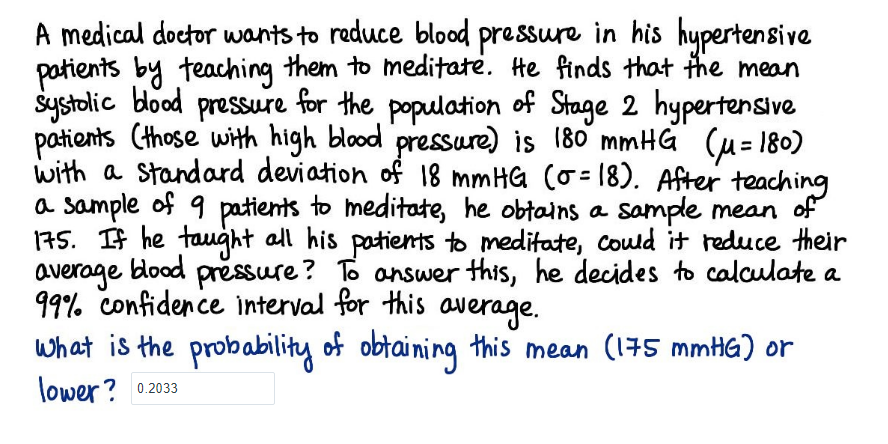 A medical doctor wants to reduce blood pressure in his hypertensive
patients by teaching them to meditate. He finds that the mean
systolic blood pressure for the population of Stage 2 hypertensive
patients (those with high blood pressure) is 180 mmHG (μ = 180)
with a standard deviation of 18 mmHG (σ = 18). After teaching
a sample of 9 patients to meditate, he obtains a sample mean of
175. If he taught all his patients to meditate, could it reduce their
average blood pressure? To answer this, he decides to calculate a
99% confidence interval for this average.
What is the probability of obtaining this mean (175 mmHG) or
lower? 0.2033